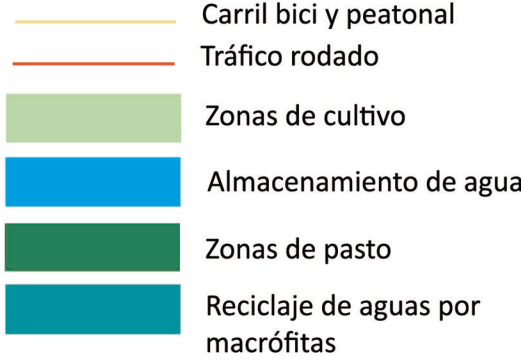 Carril bici y peatonal
Tráfico rodado
Zonas de cultivo
Almacenamiento de agua
Zonas de pasto
Reciclaje de aguas por
macrófitas